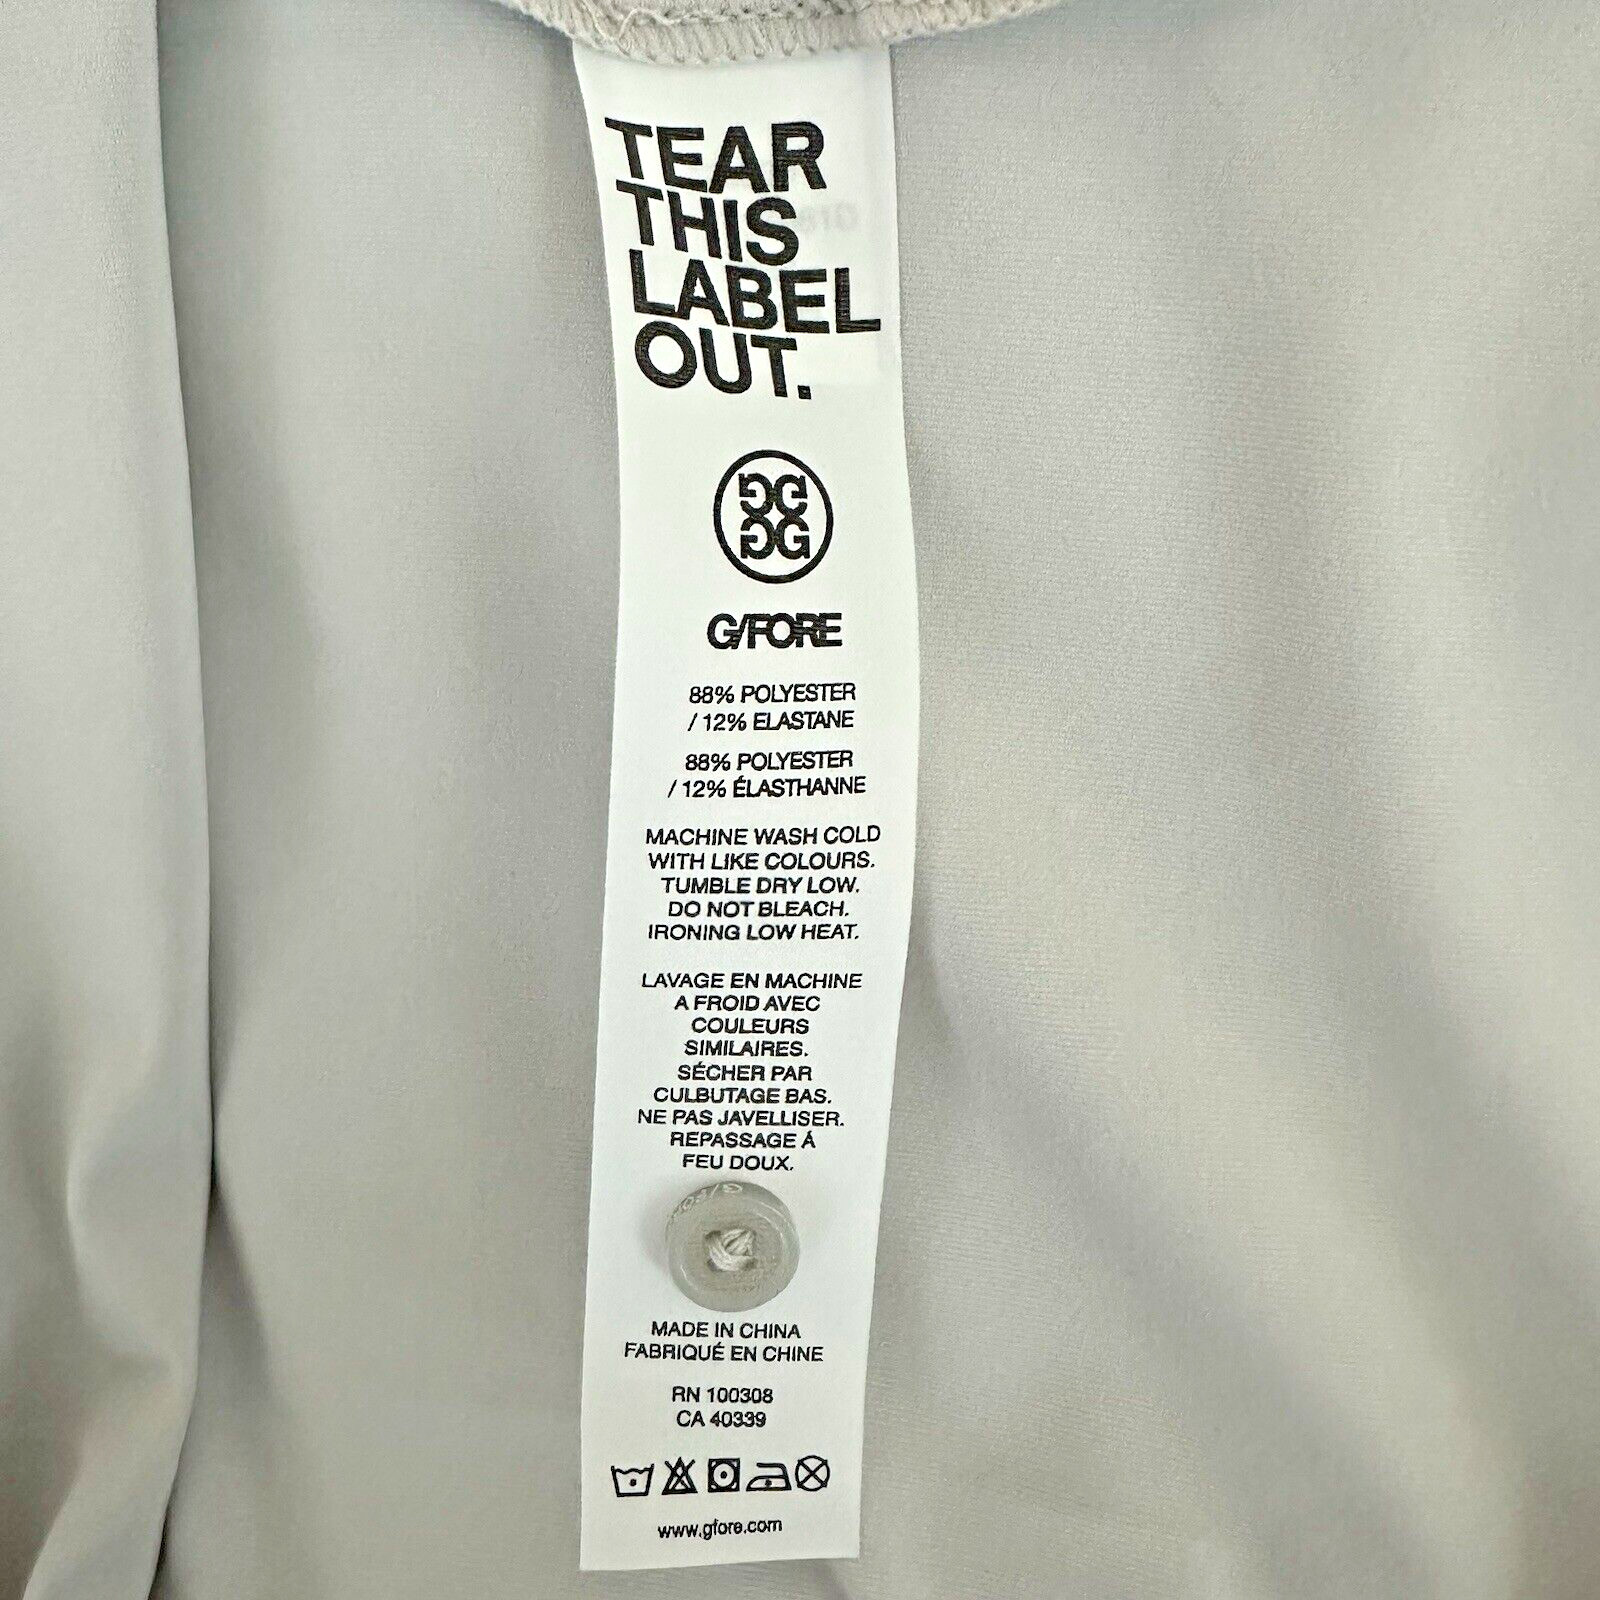 TEAR
THIS
LABEL
OUT.
G/FORE
88% POLYESTER
/ 12% ELASTANE
88% POLYESTER
/ 12% ÉLASTHANNE
MACHINE WASH COLD
WITH LIKE COLOURS.
TUMBLE DRY LOW.
DO NOT BLEACH.
IRONING LOW HEAT.
LAVAGE EN MACHINE
A FROID AVEC
COULEURS
SIMILAIRES.
SÉCHER PAR
CULBUTAGE BAS.
NE PAS JAVELLISER.
REPASSAGE Á
FEU DOUX.
MADE IN CHINA
FABRIQUÉ EN CHINE
RN 100308
CA 40339
www.gfore.com